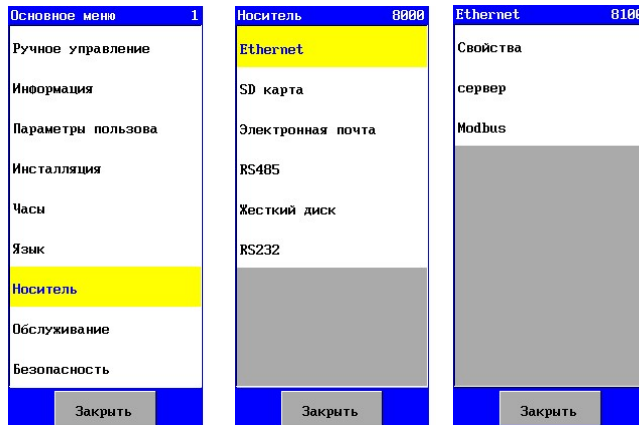 Основное меню 1
Ручное управление
Информация
Параметры пользова
Инсталляция
Часы
Язык
Носитель
Обслуживание
Безопасность
Закрыть
Носитель 8000
Ethernet
SD карта
Электронная почта
RS485
Жесткий диск
RS232
Закрыть
Ethernet 8100
Свойства
сервер
Modbus
Закрыть